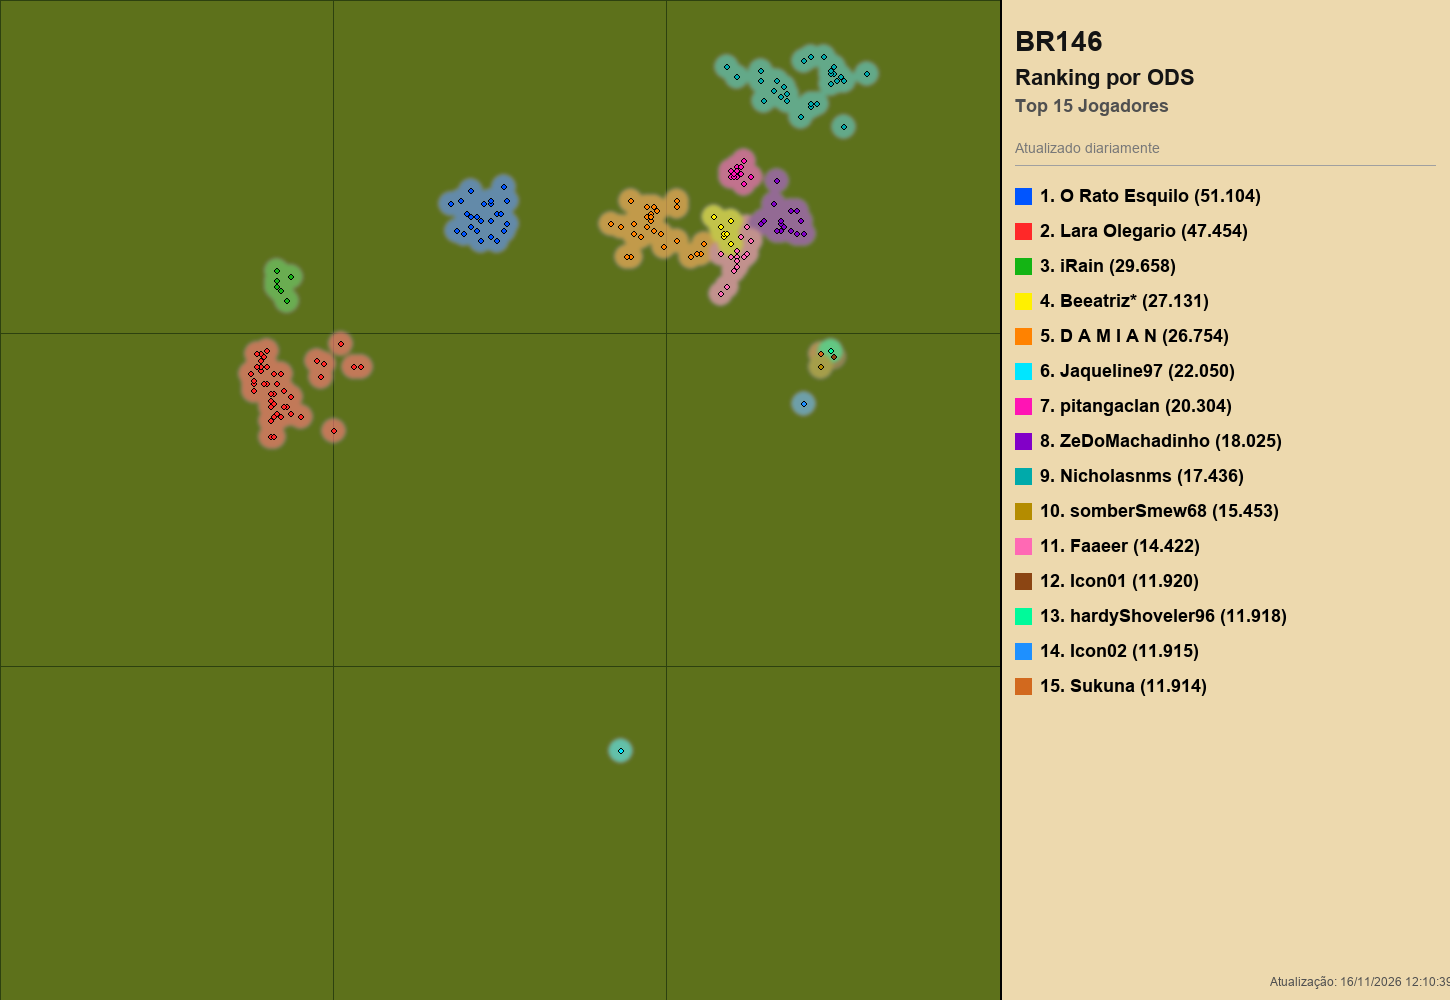 BR146
Ranking por ODS
Top 15 Jogadores
Atualizado diariamente
1. O Rato Esquilo (51.104)
2. Lara Olegario (47.454)
3. iRain (29.658)
4. Beeatriz* (27.131)
5. D A M I A N (26.754)
6. Jaqueline97 (22.050)
7. pitangaclan (20.304)
8. ZeDoMachadinho (18.025)
9. Nicholasnms (17.436)
10. somberSmew68 (15.453)
11. Faaeer (14.422)
12. Icon01 (11.920)
13. hardyShoveler96 (11.918)
14. Icon02 (11.915)
15. Sukuna (11.914)
Atualização: 16/11/2026 12:10:39